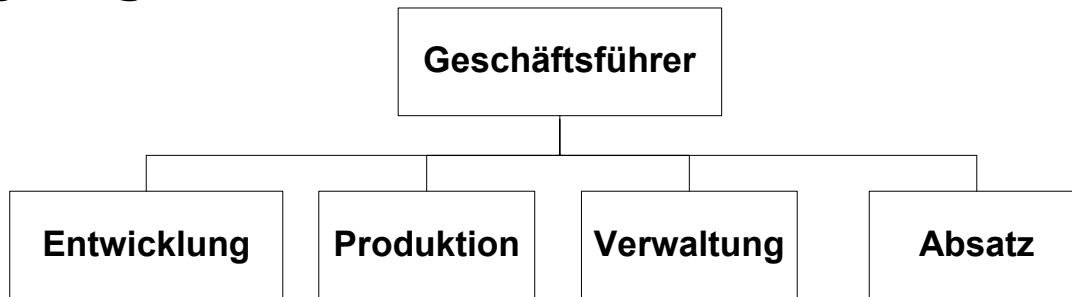 Geschäftsführer
Entwicklung
Produktion
Verwaltung
Absatz